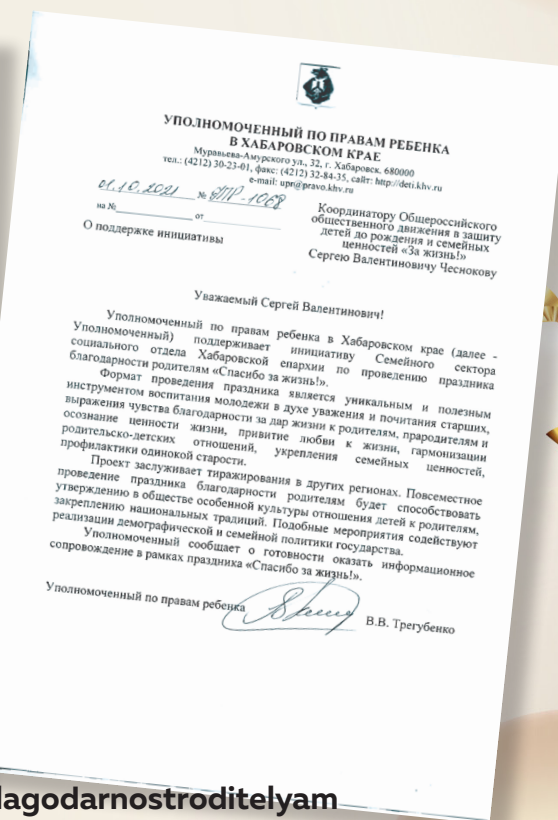 УПОЛНОМОЧЕННЫЙ ПО ПРАВАМ РЕБЕНКА
В ХАБАРОВСКОМ КРАЕ
Муравьева-Амурского ул., 32, г. Хабаровск, 680000
тел.: (4212) 30-23-01, факс: (4212) 32-84-35, сайт: http://deti.khv.ru
e-mail: upr@pravo.khv.ru
01.10.2021 № УПР-1068
на № от
О поддержке инициативы
Координатору Общероссийского
общественного движения в защиту
детей до рождения и семейных
ценностей «За жизнь!»
Сергею Валентиновичу Чеснокову
Уважаемый Сергей Валентинович!
Уполномоченный по правам ребенка в Хабаровском крае (далее -
Уполномоченный) поддерживает инициативу Семейного сектора
социального отдела Хабаровской епархии по проведению праздника
благодарности родителям «Спасибо за жизнь!».
Формат проведения праздника является уникальным и полезным
инструментом воспитания молодежи в духе уважения и почитания старших,
выражения чувства благодарности за дар жизни к родителям, прародителям и
осознание ценности жизни, привитие любви к жизни, гармонизации
родительско-детских отношений, укрепления семейных ценностей,
профилактики одинокой старости.
Проект заслуживает тиражирования в других регионах. Повсеместное
проведение праздника благодарности родителям будет способствовать
утверждению в обществе особенной культуры отношения детей к родителям,
закреплению национальных традиций. Подобные мероприятия содействуют
реализации демографической и семейной политики государства.
Уполномоченный сообщает о готовности оказать информационное
сопровождение в рамках праздника «Спасибо за жизнь!».
Уполномоченный по правам ребенка В.В. Трегубенко
lagodarnostroditelyam